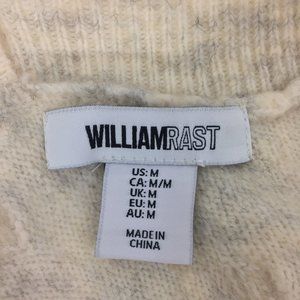 WILLIAMRAST
US: M
CA: M/M
UK: M
EU: M
AU: M
MADE IN
CHINA